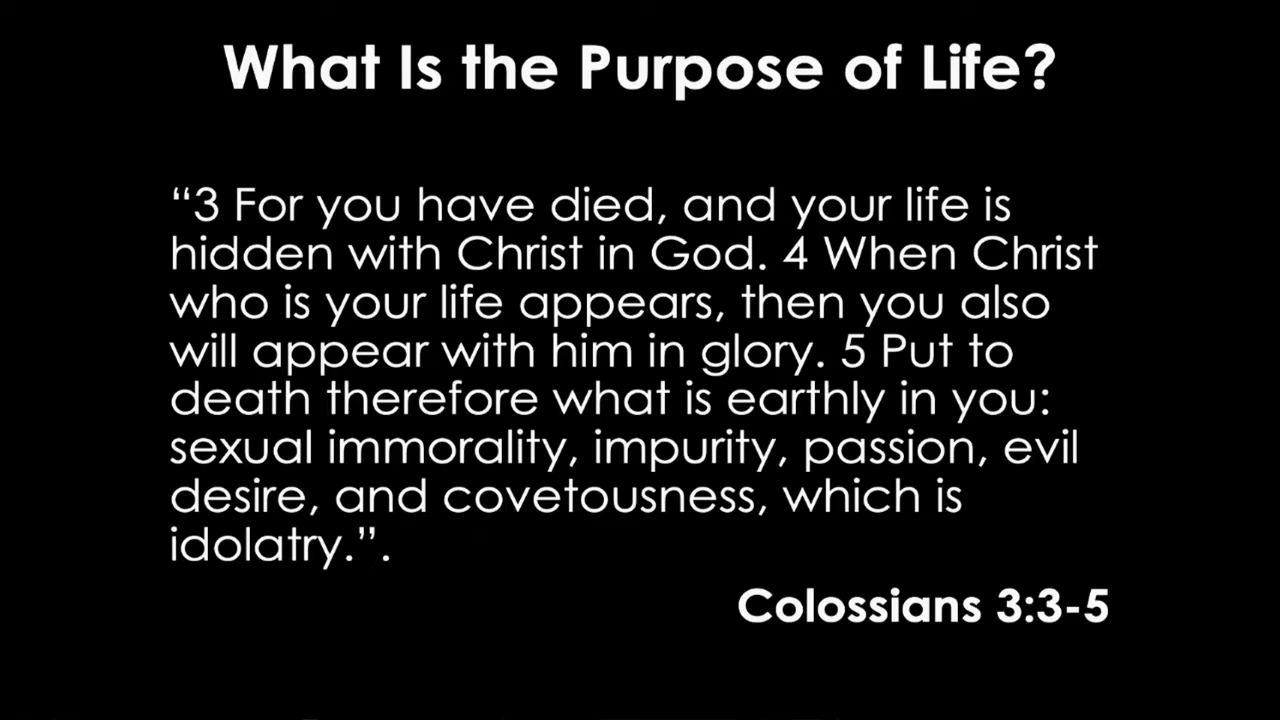 What Is the Purpose of Life?
“3 For you have died, and your life is
hidden with Christ in God. 4 When Christ
who is your life appears, then you also
will appear with him in glory. 5 Put to
death therefore what is earthly in you:
sexual immorality, impurity, passion, evil
desire, and covetousness, which is
idolatry.”.
Colossians 3:3-5